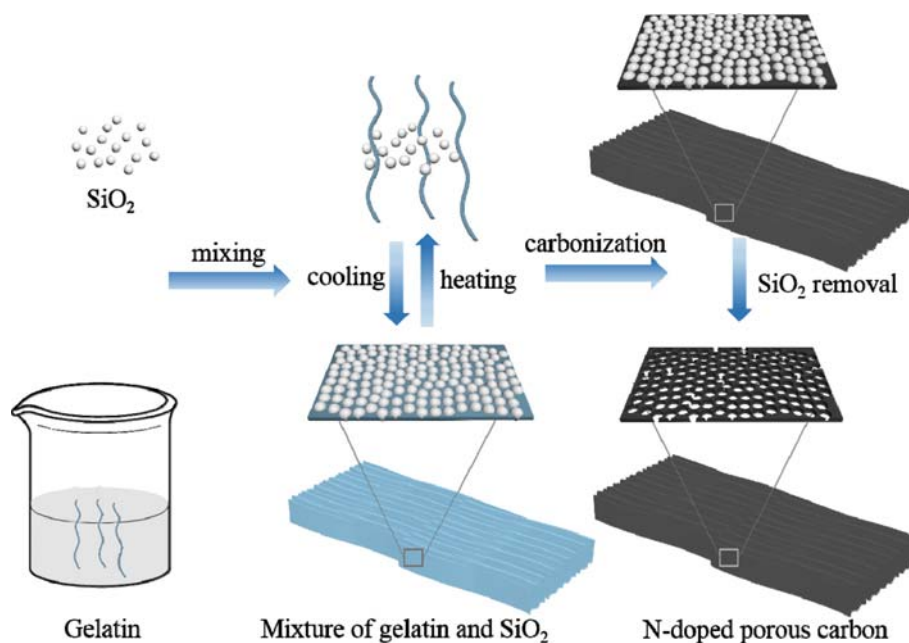 SiO₂
mixing
cooling
heating
carbonization
SiO₂ removal
Gelatin
Mixture of gelatin and SiO₂
N-doped porous carbon